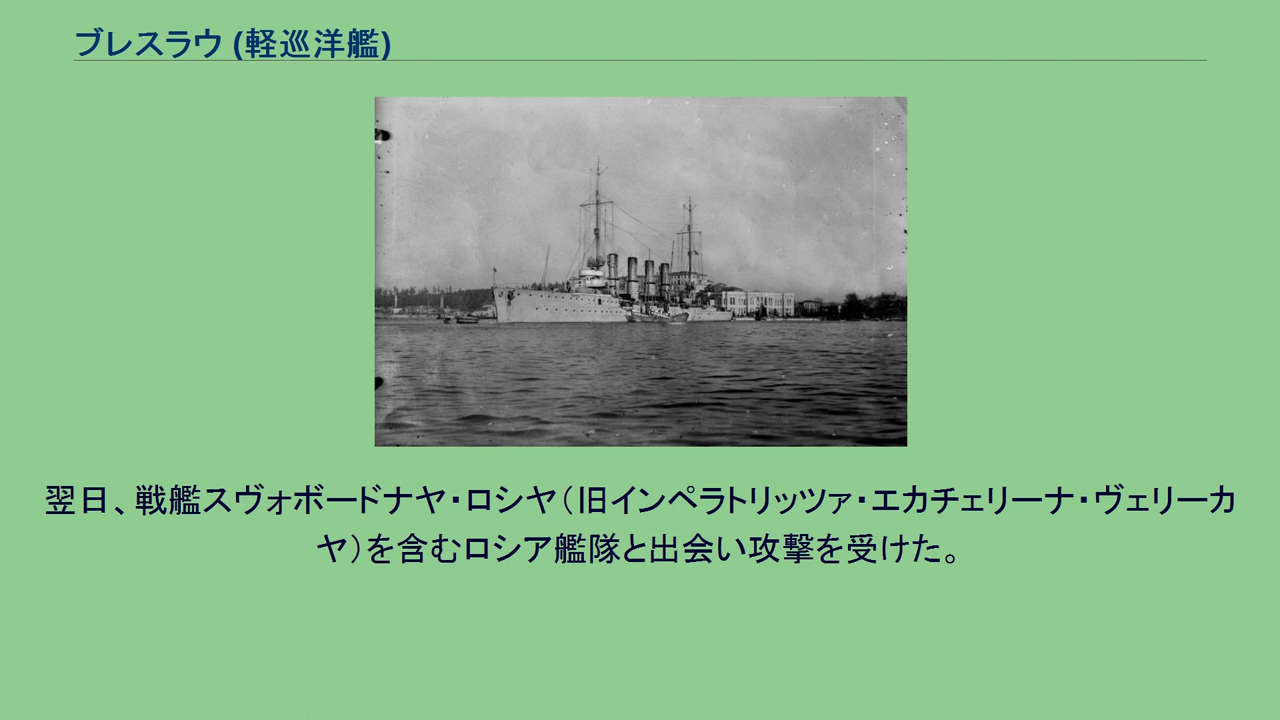 ブレスラウ (軽巡洋艦)
翌日、戦艦スヴォボードナヤ・ロシヤ（旧インペラトリッツァ・エカチェリーナ・ヴェリーカ
ヤ）を含むロシア艦隊と出会い攻撃を受けた。